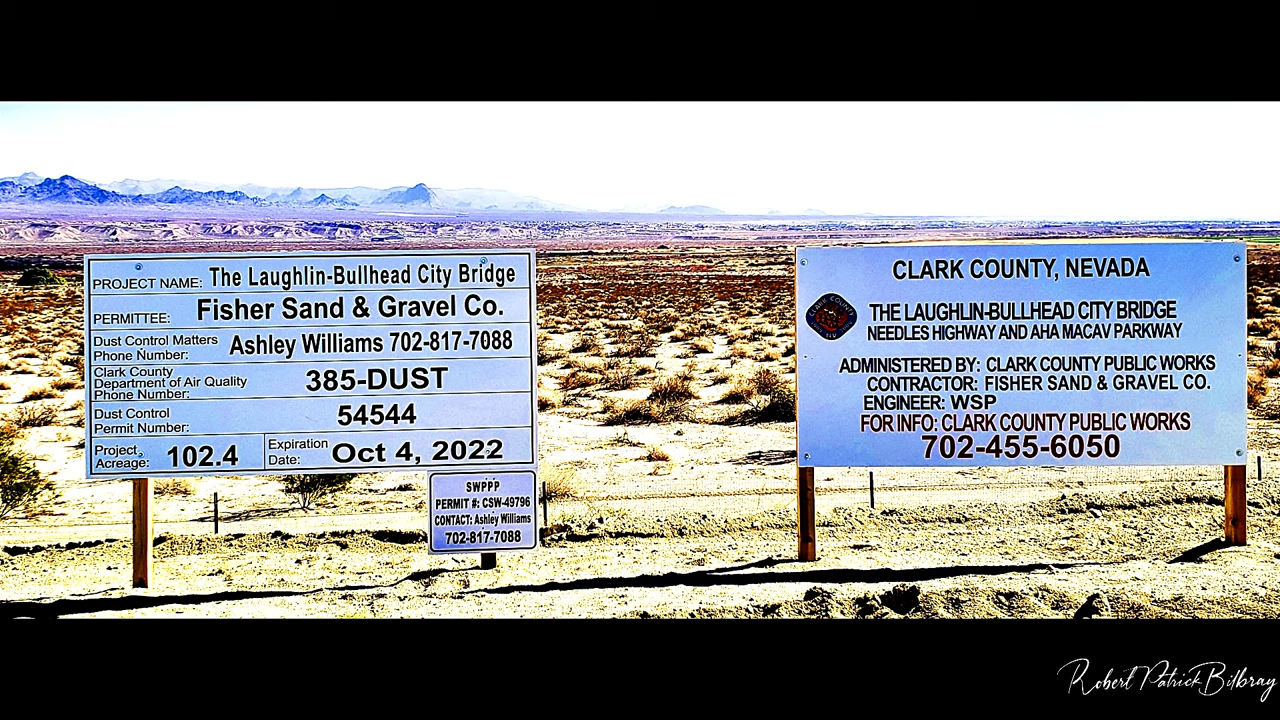 PROJECT NAME: The Laughlin-Bullhead City Bridge
PERMITTEE: Fisher Sand & Gravel Co.
Dust Control Matters
Phone Number: Ashley Williams 702-817-7088
Clark County
Department of Air Quality
Phone Number: 385-DUST
Dust Control
Permit Number: 54544
Project
Acreage: 102.4
Expiration
Date: Oct 4, 2022
SWPPP
PERMIT #: CSW-49796
CONTACT: Ashley Williams
702-817-7088
CLARK COUNTY, NEVADA
CLARK COUNTY
THE LAUGHLIN-BULLHEAD CITY BRIDGE
NEEDLES HIGHWAY AND AHA MACAV PARKWAY
ADMINISTERED BY: CLARK COUNTY PUBLIC WORKS
CONTRACTOR: FISHER SAND & GRAVEL CO.
ENGINEER: WSP
FOR INFO: CLARK COUNTY PUBLIC WORKS
702-455-6050
Robert Patrick Bilbray